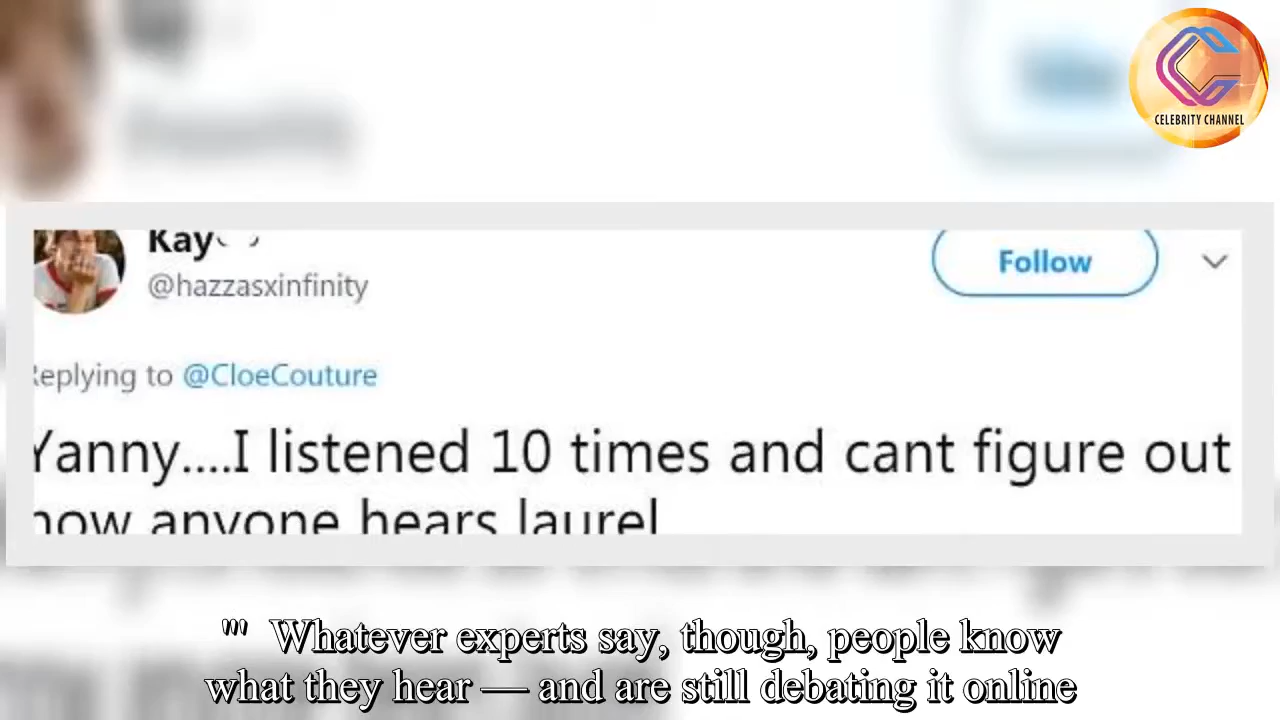 CELEBRITY CHANNEL
Kay
Follow
@hazzasxinfinity
Replying to @CloeCouture
Yanny....I listened 10 times and cant figure out
how anyone hears laurel
"' Whatever experts say, though, people know
what they hear — and are still debating it online